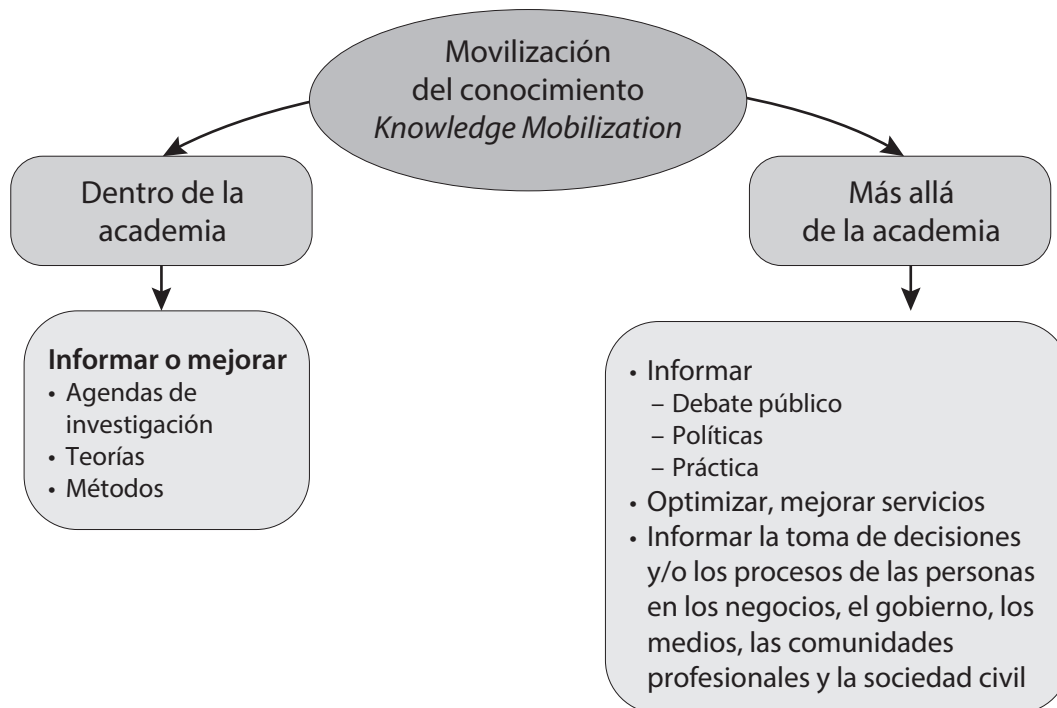 Movilización
del conocimiento
Knowledge Mobilization
Dentro de la
academia
Más allá
de la academia
Informar o mejorar
• Agendas de
investigación
• Teorías
• Métodos
• Informar
– Debate público
– Políticas
– Práctica
• Optimizar, mejorar servicios
• Informar la toma de decisiones
y/o los procesos de las personas
en los negocios, el gobierno, los
medios, las comunidades
profesionales y la sociedad civil